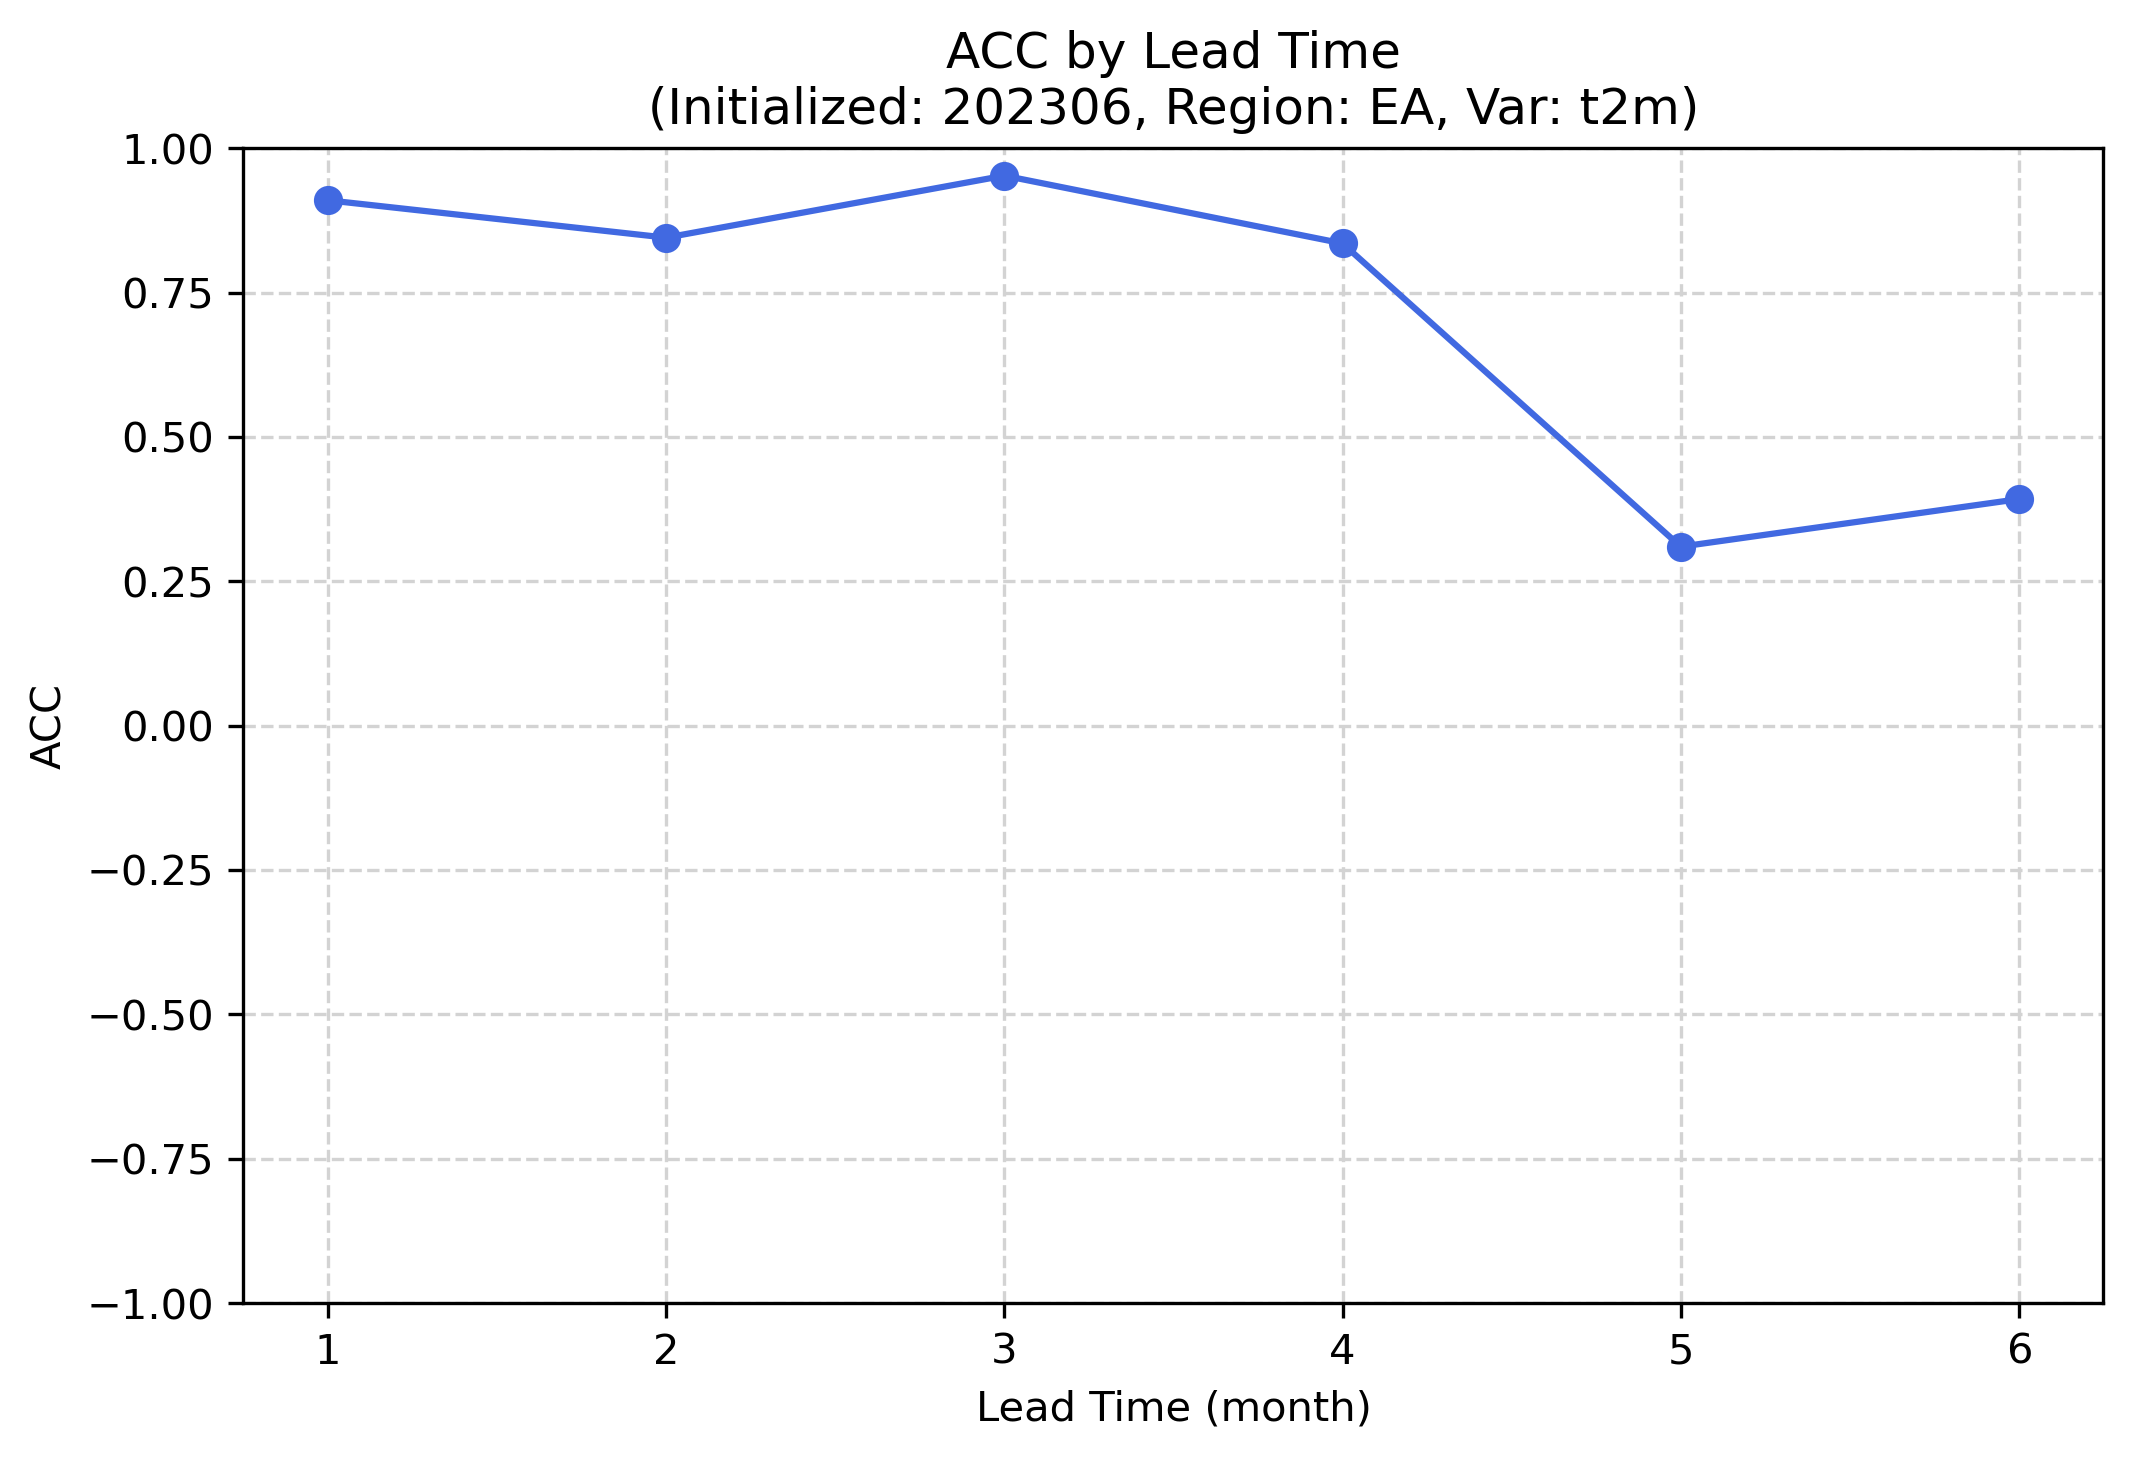 ACC by Lead Time
(Initialized: 202306, Region: EA, Var: t2m)
1.00
0.75
0.50
0.25
0.00
−0.25
−0.50
−0.75
−1.00
ACC
1 2 3 4 5 6
Lead Time (month)